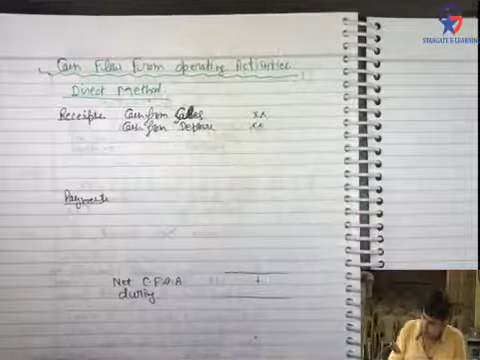 STARGATE E-LEARNING
Cash Flow From Operating Activities
Direct Method
Receipts Cash from Sales xx
Cash from Debtors xx
Payments
Net C.F.O.A
during